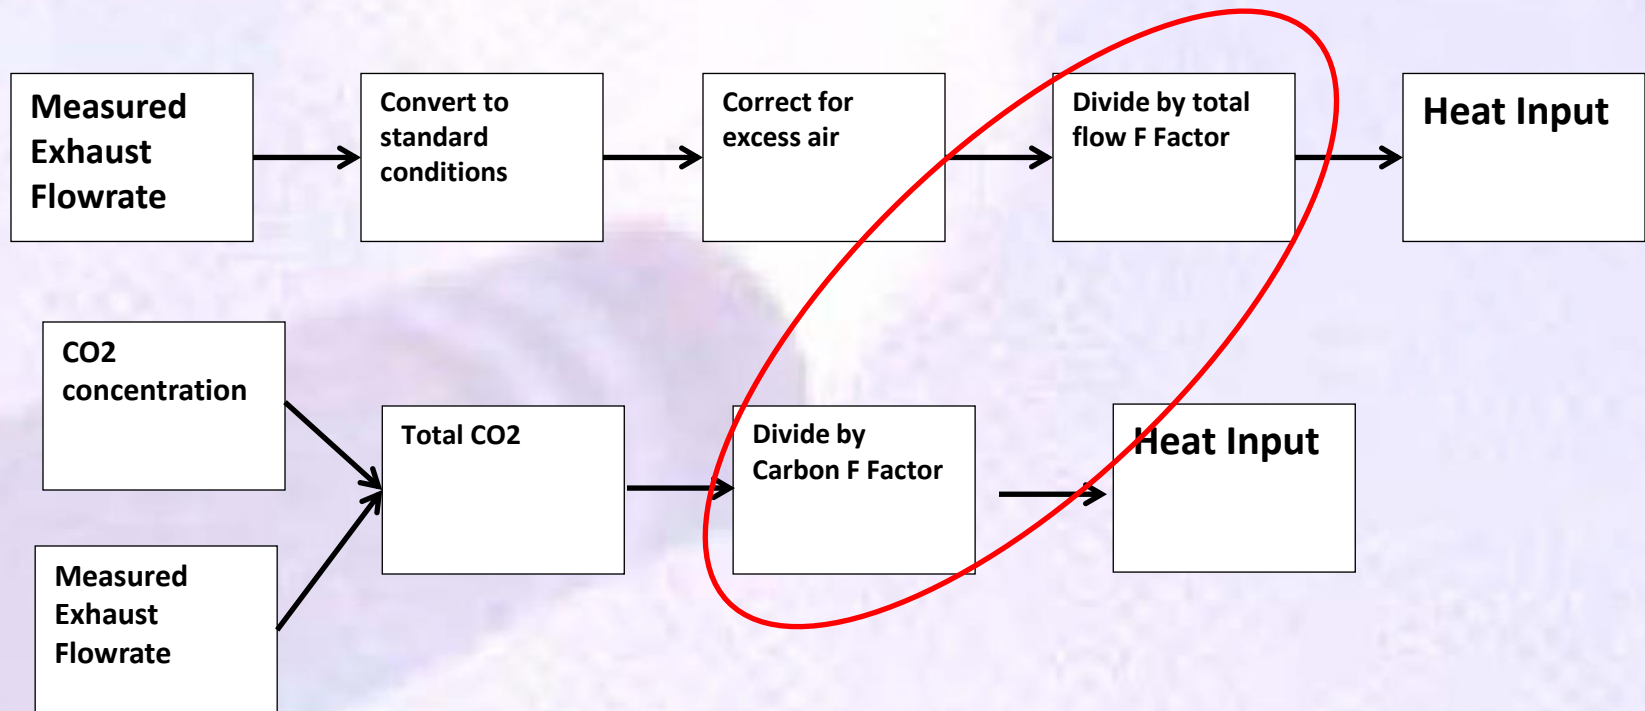 Measured
Exhaust
Flowrate
Convert to
standard
conditions
Correct for
excess air
Divide by total
flow F Factor
Heat Input
CO2
concentration
Measured
Exhaust
Flowrate
Total CO2
Divide by
Carbon F Factor
Heat Input